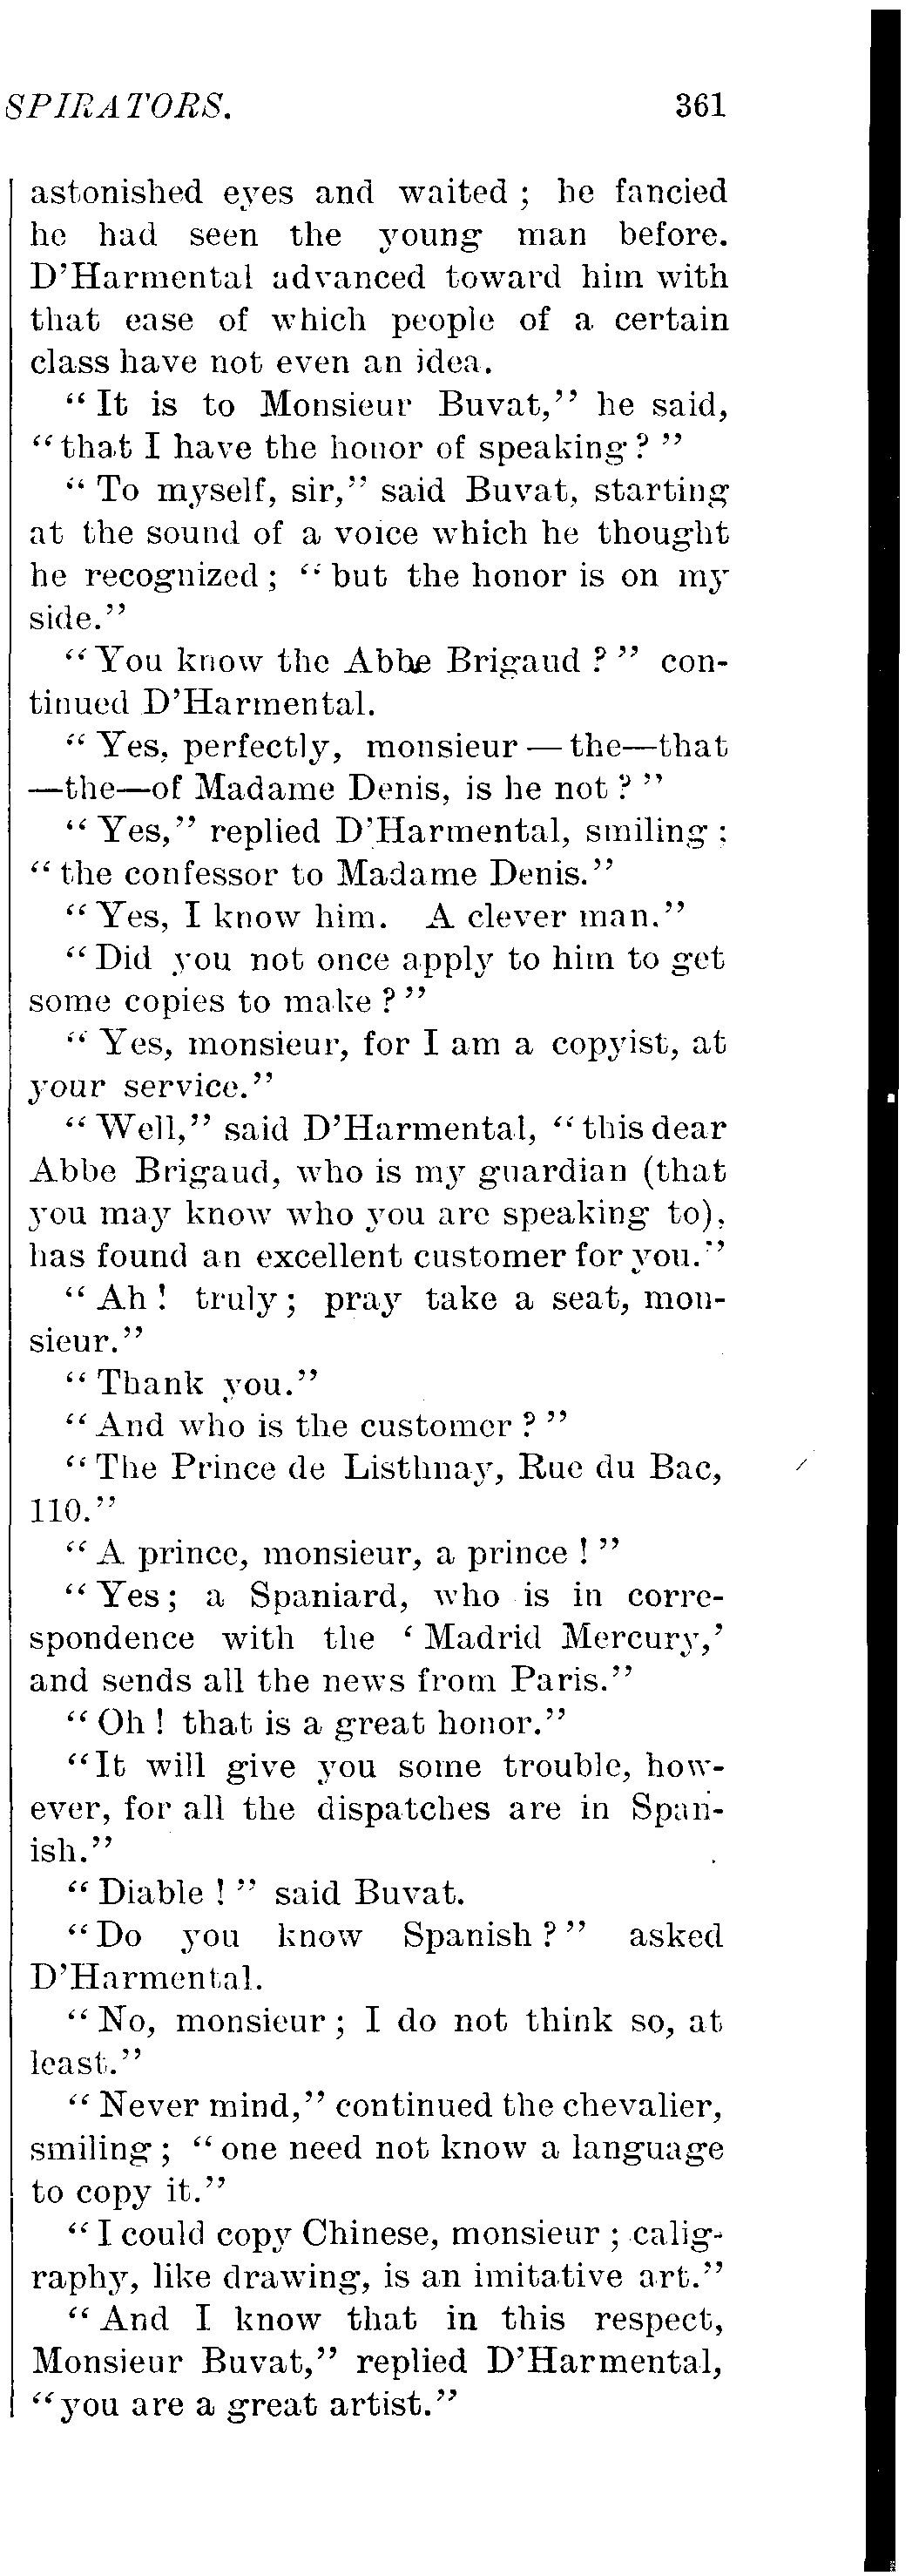 SPIRATORS. 361
astonished eyes and waited ; he fancied
he had seen the young man before.
D'Harmental advanced toward him with
that ease of which people of a certain
class have not even an idea.
“ It is to Monsieur Buvat,” he said,
“that I have the honor of speaking ? ”
“ To myself, sir,” said Buvat, starting
at the sound of a voice which he thought
he recognized ; “ but the honor is on my
side.”
“ You know the Abbe Brigaud ? ” con-
tinued D'Harmental.
“ Yes, perfectly, monsieur — the—that
—the—of Madame Denis, is he not ? ”
“ Yes,” replied D'Harmental, smiling ;
“ the confessor to Madame Denis.”
“ Yes, I know him. A clever man.”
“ Did you not once apply to him to get
some copies to make ? ”
“ Yes, monsieur, for I am a copyist, at
your service.”
“ Well,” said D'Harmental, “ this dear
Abbe Brigaud, who is my guardian (that
you may know who you are speaking to),
has found an excellent customer for you.”
“ Ah ! truly ; pray take a seat, mon-
sieur.”
“ Thank you.”
“ And who is the customer ? ”
“ The Prince de Listhnay, Rue du Bac,
110.”
“ A prince, monsieur, a prince ! ”
“ Yes ; a Spaniard, who is in corre-
spondence with the ‘ Madrid Mercury,’
and sends all the news from Paris.”
“ Oh ! that is a great honor.”
“It will give you some trouble, how-
ever, for all the dispatches are in Span-
ish.”
“ Diable ! ” said Buvat.
“ Do you know Spanish ? ” asked
D'Harmental.
“ No, monsieur ; I do not think so, at
least.”
“ Never mind,” continued the chevalier,
smiling ; “ one need not know a language
to copy it.”
“ I could copy Chinese, monsieur ; calig-
raphy, like drawing, is an imitative art.”
“ And I know that in this respect,
Monsieur Buvat,” replied D'Harmental,
“you are a great artist.”